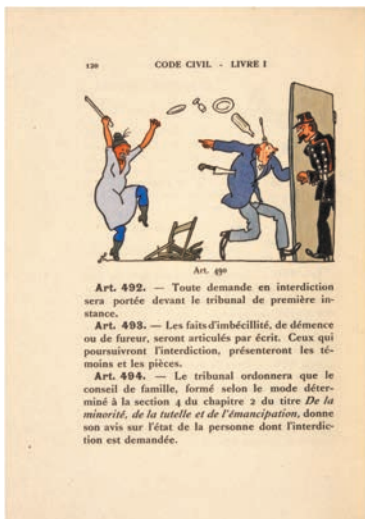 120 CODE CIVIL - LIVRE I
Art. 490
Art. 492. — Toute demande en interdiction
sera portée devant le tribunal de première in-
stance.
Art. 493. — Les faits d'imbécillité, de démence
ou de fureur, seront articulés par écrit. Ceux qui
poursuivront l'interdiction, présenteront les té-
moins et les pièces.
Art. 494. — Le tribunal ordonnera que le
conseil de famille, formé selon le mode déter-
miné à la section 4 du chapitre 2 du titre De la
minorité, de la tutelle et de l'émancipation, donne
son avis sur l'état de la personne dont l'interdic-
tion est demandée.